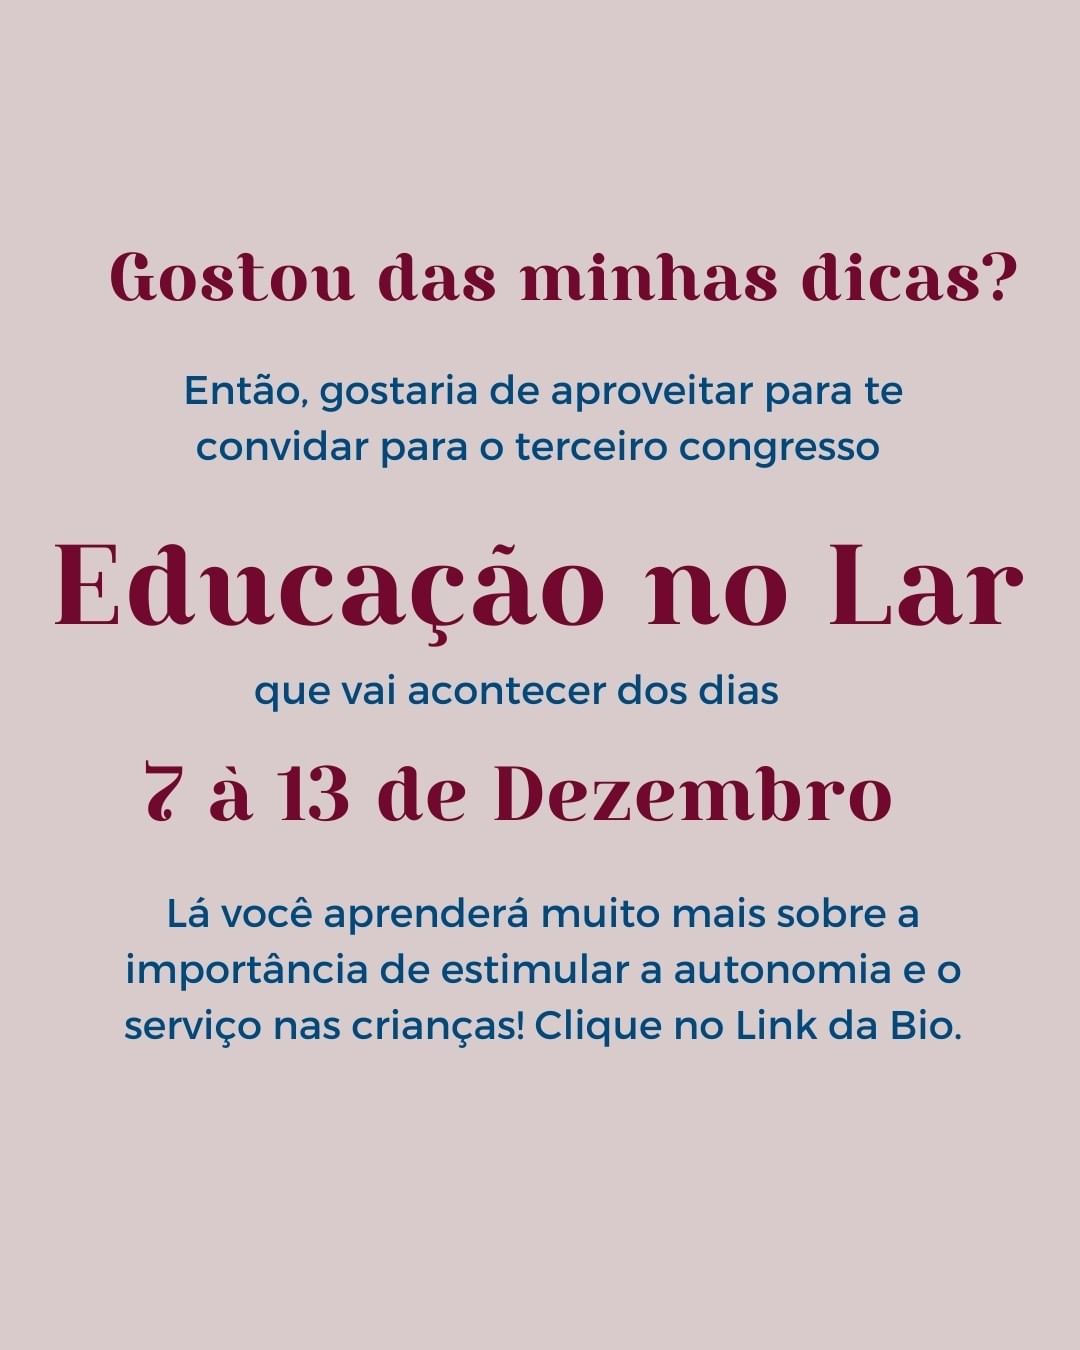 Gostou das minhas dicas?
Então, gostaria de aproveitar para te
convidar para o terceiro congresso
Educação no Lar
que vai acontecer dos dias
7 à 13 de Dezembro
Lá você aprenderá muito mais sobre a
importância de estimular a autonomia e o
serviço nas crianças! Clique no Link da Bio.